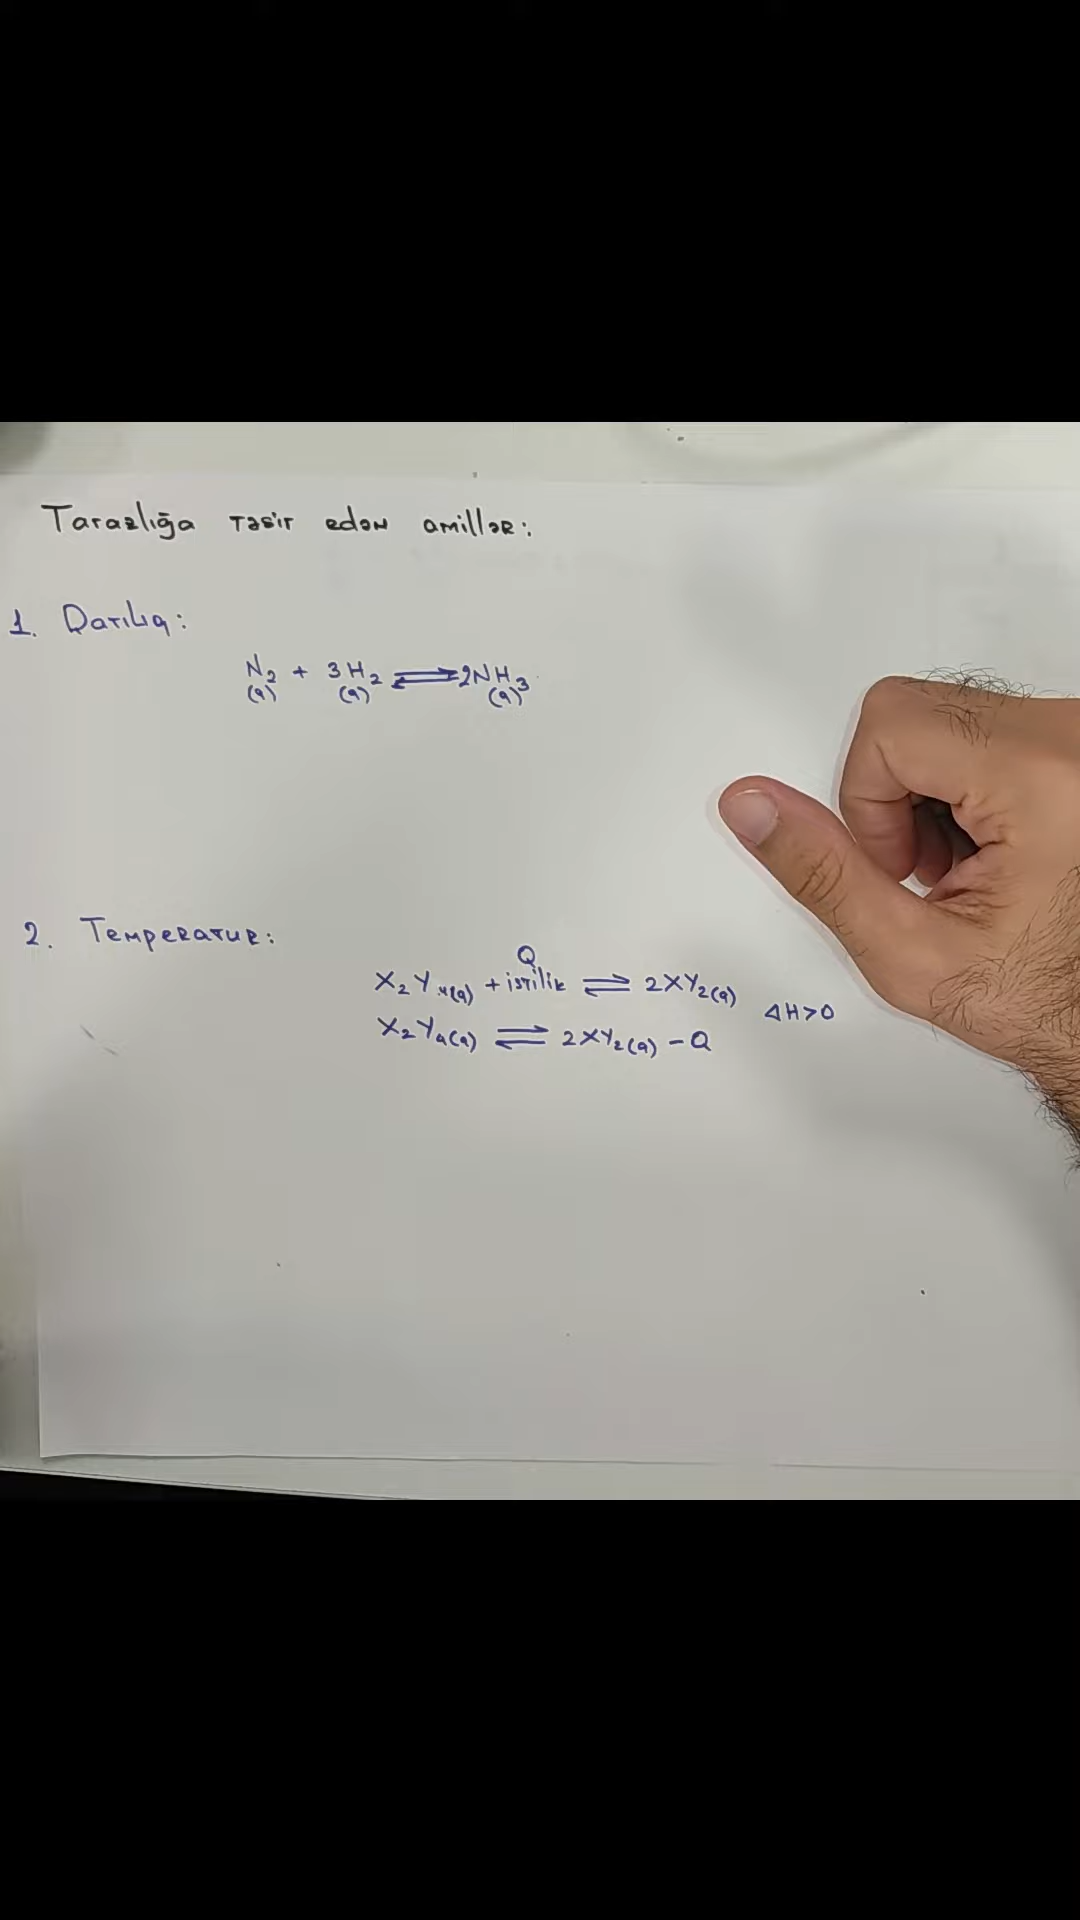 Tarazlığa təsir edən amillər:
1. Qatılıq:
N₂ + 3H₂ ⇌ 2NH₃
(q) (q) (q)
2. Temperatur:
Q
X₂Y₄(q) + istilik ⇌ 2XY₂(q) ΔH>0
X₂Y₄(q) ⇌ 2XY₂(q) − Q